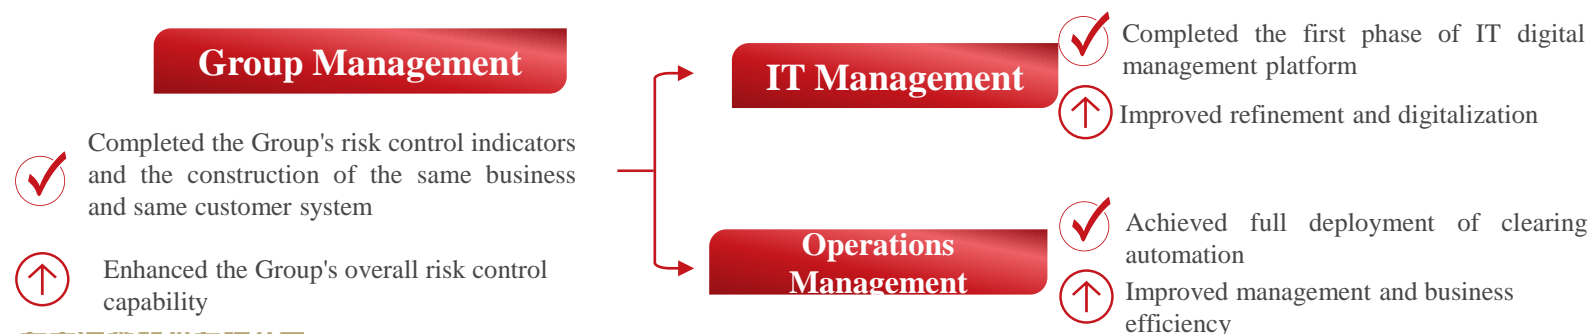 Group Management
Completed the Group's risk control indicators
and the construction of the same business
and same customer system
Enhanced the Group's overall risk control
capability
IT Management
Completed the first phase of IT digital
management platform
Improved refinement and digitalization
Operations
Management
Achieved full deployment of clearing
automation
Improved management and business
efficiency